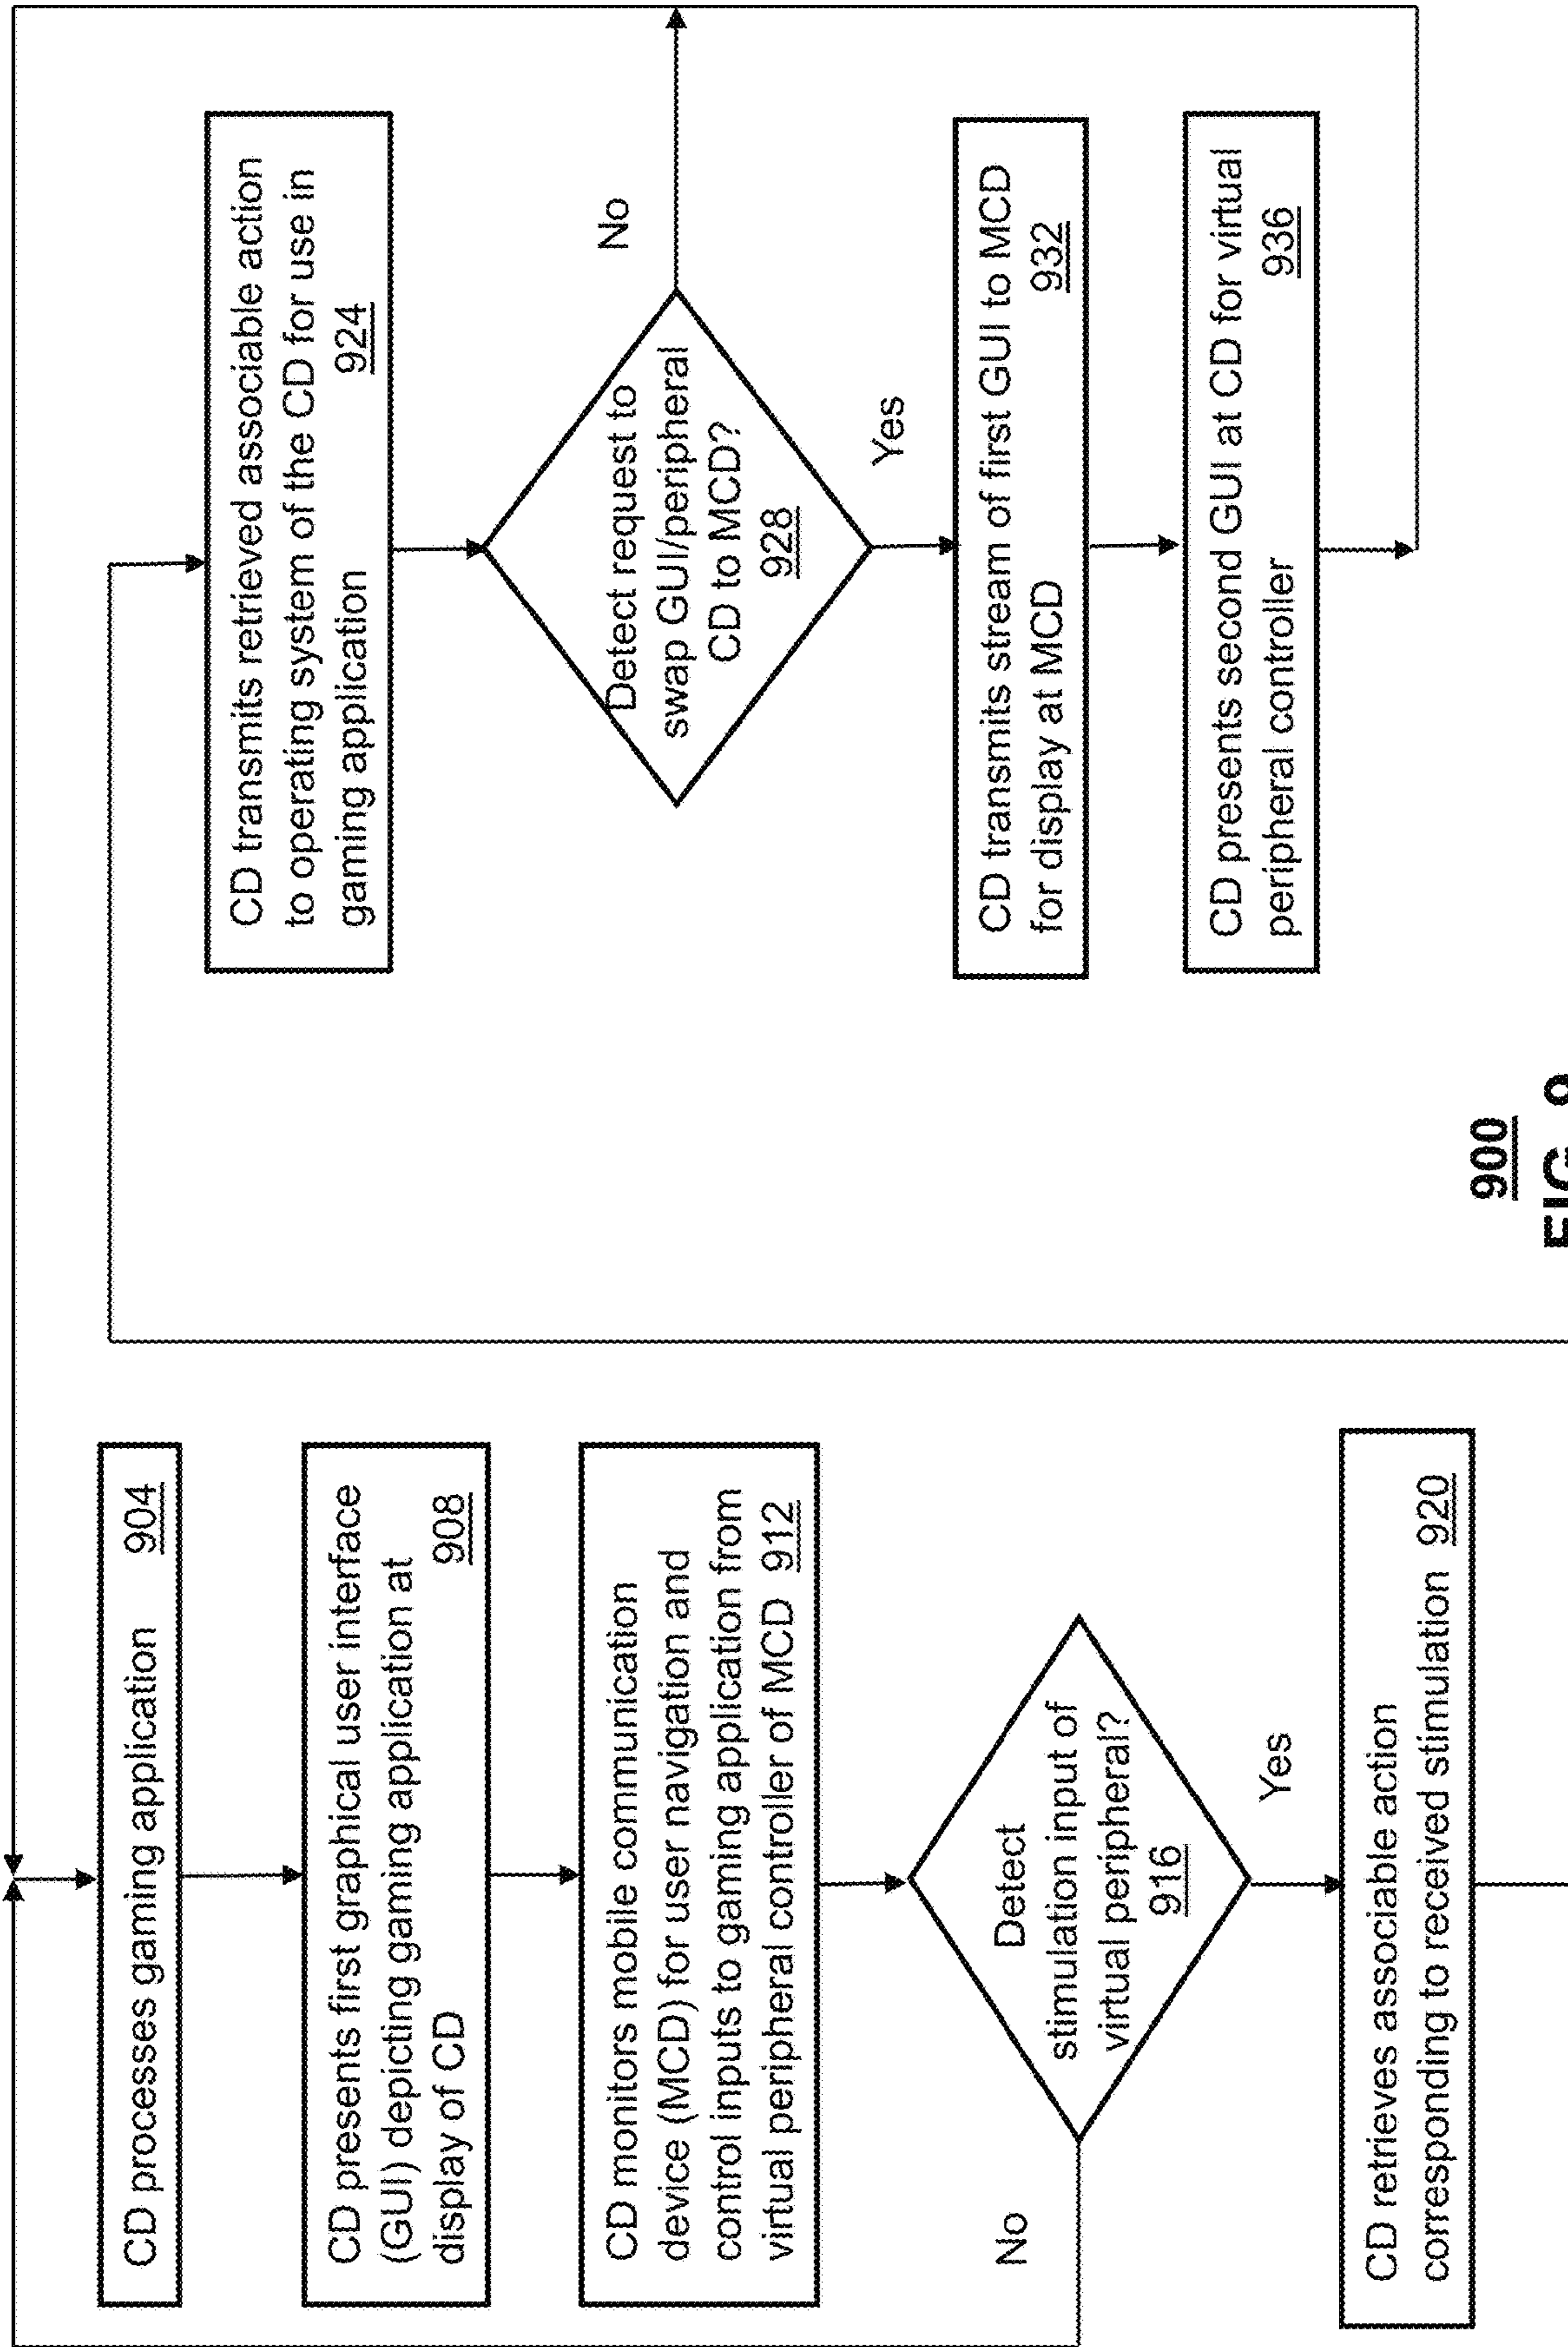 CD processes gaming application 904
CD presents first graphical user interface
(GUI) depicting gaming application at
display of CD 908
CD monitors mobile communication
device (MCD) for user navigation and
control inputs to gaming application from
virtual peripheral controller of MCD 912
Detect
stimulation input of
virtual peripheral?
916
No
Yes
CD retrieves associable action
corresponding to received stimulation 920
CD transmits retrieved associable action
to operating system of the CD for use in
gaming application 924
Detect request to
swap GUI/peripheral
CD to MCD?
928
No
Yes
CD transmits stream of first GUI to MCD
for display at MCD 932
CD presents second GUI at CD for virtual
peripheral controller 936
900
FIG. 9